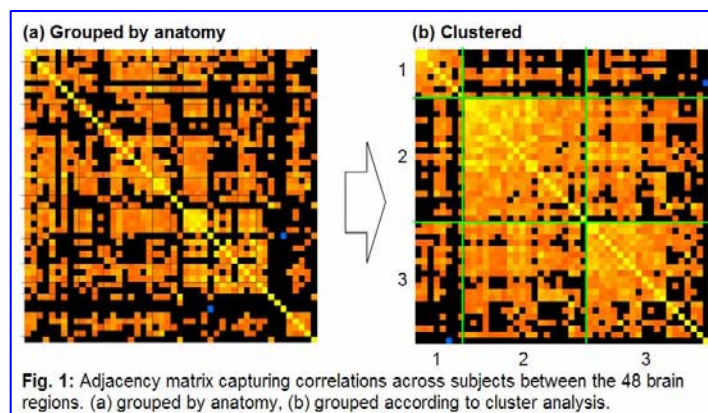 (a) Grouped by anatomy
(b) Clustered
1
2
3
1 2 3
Fig. 1: Adjacency matrix capturing correlations across subjects between the 48 brain
regions. (a) grouped by anatomy, (b) grouped according to cluster analysis.